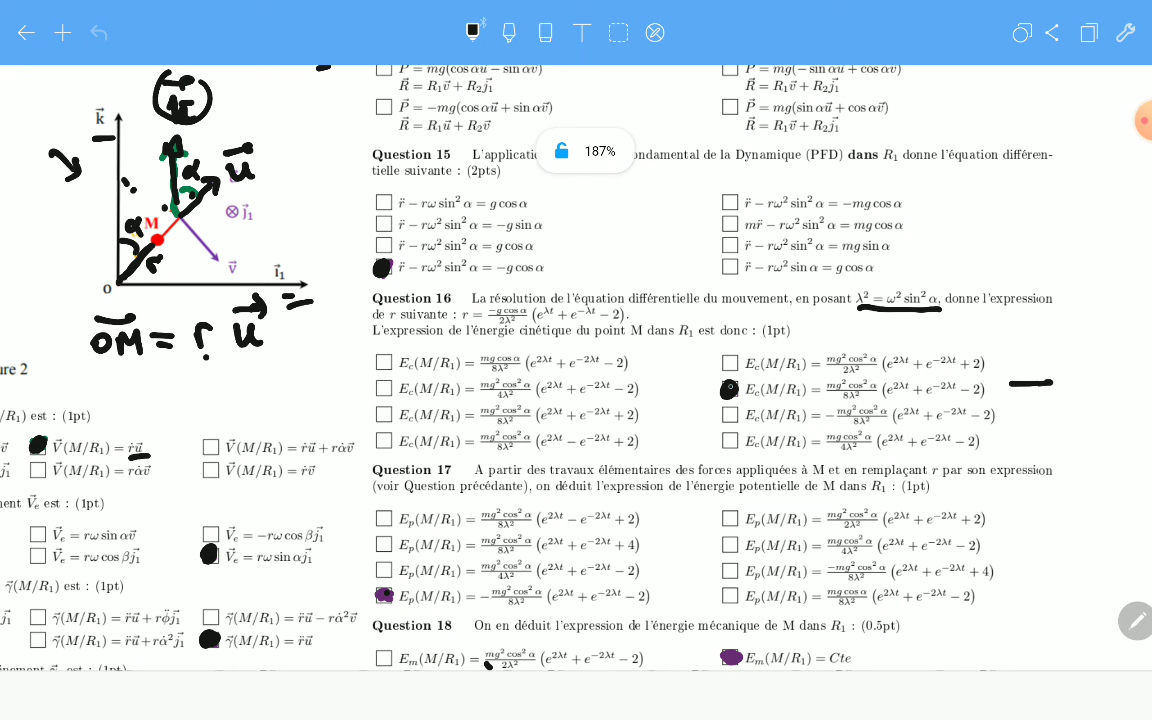 187%
k⃗
α
α
u⃗
⊗ j⃗₁
M
r
v⃗
i⃗₁
o
OM = r u⃗
ure 2
/R₁) est : (1pt)
v⃗
V⃗(M/R₁) = ṙu⃗
V⃗(M/R₁) = ṙu⃗ + rα̇v⃗
j⃗₁
V⃗(M/R₁) = rα̇v⃗
V⃗(M/R₁) = ṙv⃗
ment V⃗ₑ est : (1pt)
V⃗ₑ = rω sin αv⃗
V⃗ₑ = −rω cos βj⃗₁
V⃗ₑ = rω cos βj⃗₁
V⃗ₑ = rω sin αj⃗₁
γ⃗(M/R₁) est : (1pt)
j⃗₁
γ⃗(M/R₁) = r̈u⃗ + rφ̈j⃗₁
γ⃗(M/R₁) = r̈u⃗ − rα̇²v⃗
γ⃗(M/R₁) = r̈u⃗+rα̇²j⃗₁
γ⃗(M/R₁) = r̈u⃗
P⃗ = mg(cos αu⃗ − sin αv⃗)
P⃗ = mg(− sin αu⃗ + cos αv⃗)
R⃗ = R₁v⃗ + R₂j⃗₁
R⃗ = R₁v⃗ + R₂j⃗₁
P⃗ = −mg(cos αu⃗ + sin αv⃗)
P⃗ = mg(sin αu⃗ + cos αv⃗)
R⃗ = R₁u⃗ + R₂v⃗
R⃗ = R₁v⃗ + R₂j⃗₁
Question 15 L'applicati ondamental de la Dynamique (PFD) dans R₁ donne l'équation différen-
tielle suivante : (2pts)
r̈ − rω sin² α = g cos α
r̈ − rω² sin² α = −mg cos α
r̈ − rω² sin² α = −g sin α
mr̈ − rω² sin² α = mg cos α
r̈ − rω² sin² α = g cos α
r̈ − rω² sin² α = mg sin α
r̈ − rω² sin² α = −g cos α
r̈ − rω² sin α = g cos α
Question 16 La résolution de l'équation différentielle du mouvement, en posant λ² = ω² sin² α, donne l'expression
de r suivante : r = −g cos α/2λ² (e^λt + e^−λt − 2).
L'expression de l'énergie cinétique du point M dans R₁ est donc : (1pt)
E_c(M/R₁) = mg cos α/8λ² (e^2λt + e^−2λt − 2)
E_c(M/R₁) = mg² cos² α/2λ² (e^2λt + e^−2λt + 2)
E_c(M/R₁) = mg² cos² α/4λ² (e^2λt + e^−2λt − 2)
E_c(M/R₁) = mg² cos² α/8λ² (e^2λt + e^−2λt − 2)
E_c(M/R₁) = mg² cos² α/8λ² (e^2λt + e^−2λt + 2)
E_c(M/R₁) = −mg² cos² α/8λ² (e^2λt + e^−2λt − 2)
E_c(M/R₁) = mg² cos² α/8λ² (e^2λt − e^−2λt + 2)
E_c(M/R₁) = mg cos² α/4λ² (e^2λt + e^−2λt − 2)
Question 17 A partir des travaux élémentaires des forces appliquées à M et en remplaçant r par son expression
(voir Question précédante), on déduit l'expression de l'énergie potentielle de M dans R₁ : (1pt)
E_p(M/R₁) = mg² cos² α/8λ² (e^2λt − e^−2λt + 2)
E_p(M/R₁) = mg² cos² α/2λ² (e^2λt + e^−2λt + 2)
E_p(M/R₁) = mg² cos² α/8λ² (e^2λt + e^−2λt + 4)
E_p(M/R₁) = mg cos α/4λ² (e^2λt + e^−2λt − 2)
E_p(M/R₁) = mg² cos² α/4λ² (e^2λt + e^−2λt − 2)
E_p(M/R₁) = −mg² cos² α/8λ² (e^2λt + e^−2λt + 4)
E_p(M/R₁) = −mg² cos² α/8λ² (e^2λt + e^−2λt − 2)
E_p(M/R₁) = mg cos α/8λ² (e^2λt + e^−2λt − 2)
Question 18 On en déduit l'expression de l'énergie mécanique de M dans R₁ : (0.5pt)
E_m(M/R₁) = mg² cos² α/2λ² (e^2λt + e^−2λt − 2)
E_m(M/R₁) = Cte